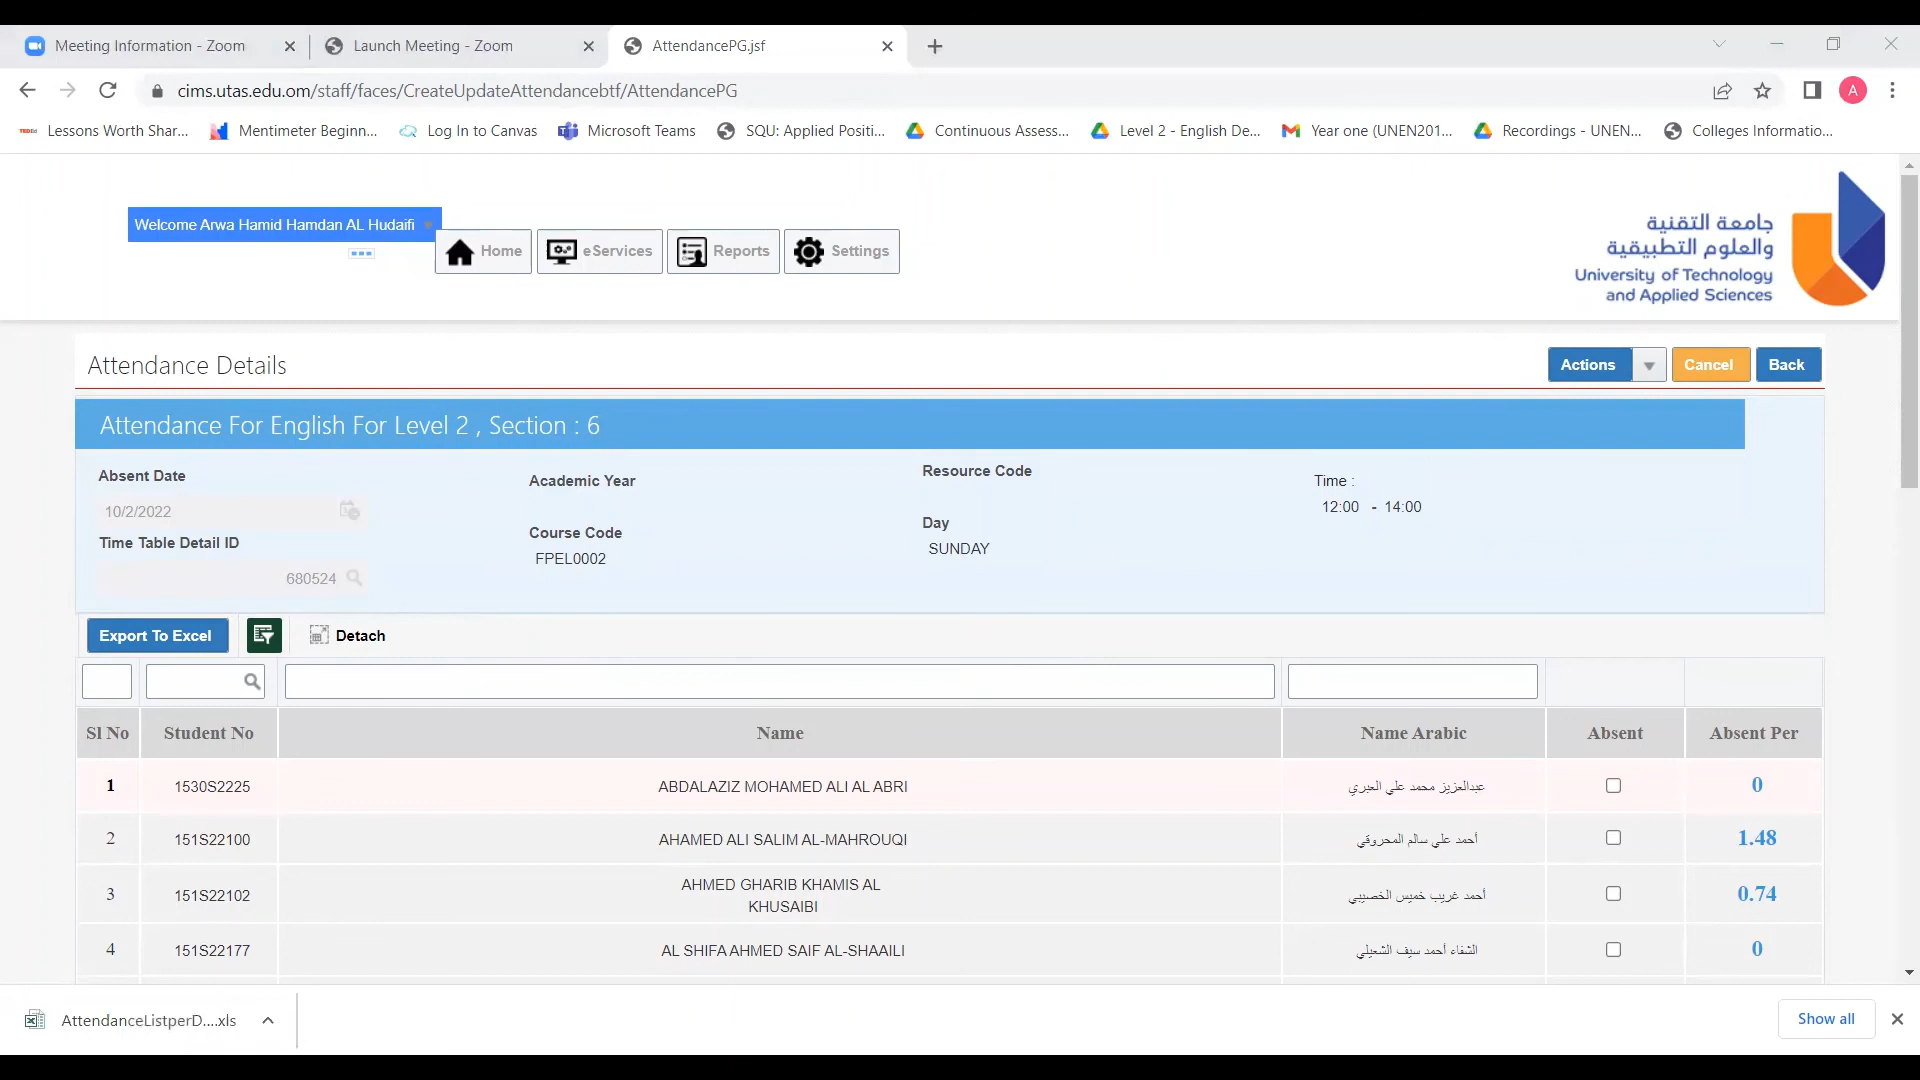 Meeting Information - Zoom
Launch Meeting - Zoom
AttendancePG.jsf
cims.utas.edu.om/staff/faces/CreateUpdateAttendancebtf/AttendancePG
A
Lessons Worth Shar...
Mentimeter Beginn...
Log In to Canvas
Microsoft Teams
SQU: Applied Positi...
Continuous Assess...
Level 2 - English De...
Year one (UNEN201...
Recordings - UNEN...
Colleges Informatio...
Welcome Arwa Hamid Hamdan AL Hudaifi
Home
eServices
Reports
Settings
جامعة التقنية
والعلوم التطبيقية
University of Technology
and Applied Sciences
Attendance Details
Actions
Cancel
Back
Attendance For English For Level 2 , Section : 6
Absent Date
10/2/2022
Time Table Detail ID
680524
Academic Year
Course Code
FPEL0002
Resource Code
Day
SUNDAY
Time :
12:00 - 14:00
Export To Excel
Detach
Sl No Student No Name Name Arabic Absent Absent Per
1 1530S2225 ABDALAZIZ MOHAMED ALI AL ABRI عبدالعزيز محمد علي العبري 0
2 151S22100 AHAMED ALI SALIM AL-MAHROUQI أحمد علي سالم المحروقي 1.48
3 151S22102 AHMED GHARIB KHAMIS AL
KHUSAIBI أحمد غريب خميس الخصيبي 0.74
4 151S22177 AL SHIFA AHMED SAIF AL-SHAAILI الشفاء أحمد سيف الشعيلي 0
AttendanceListperD....xls
Show all